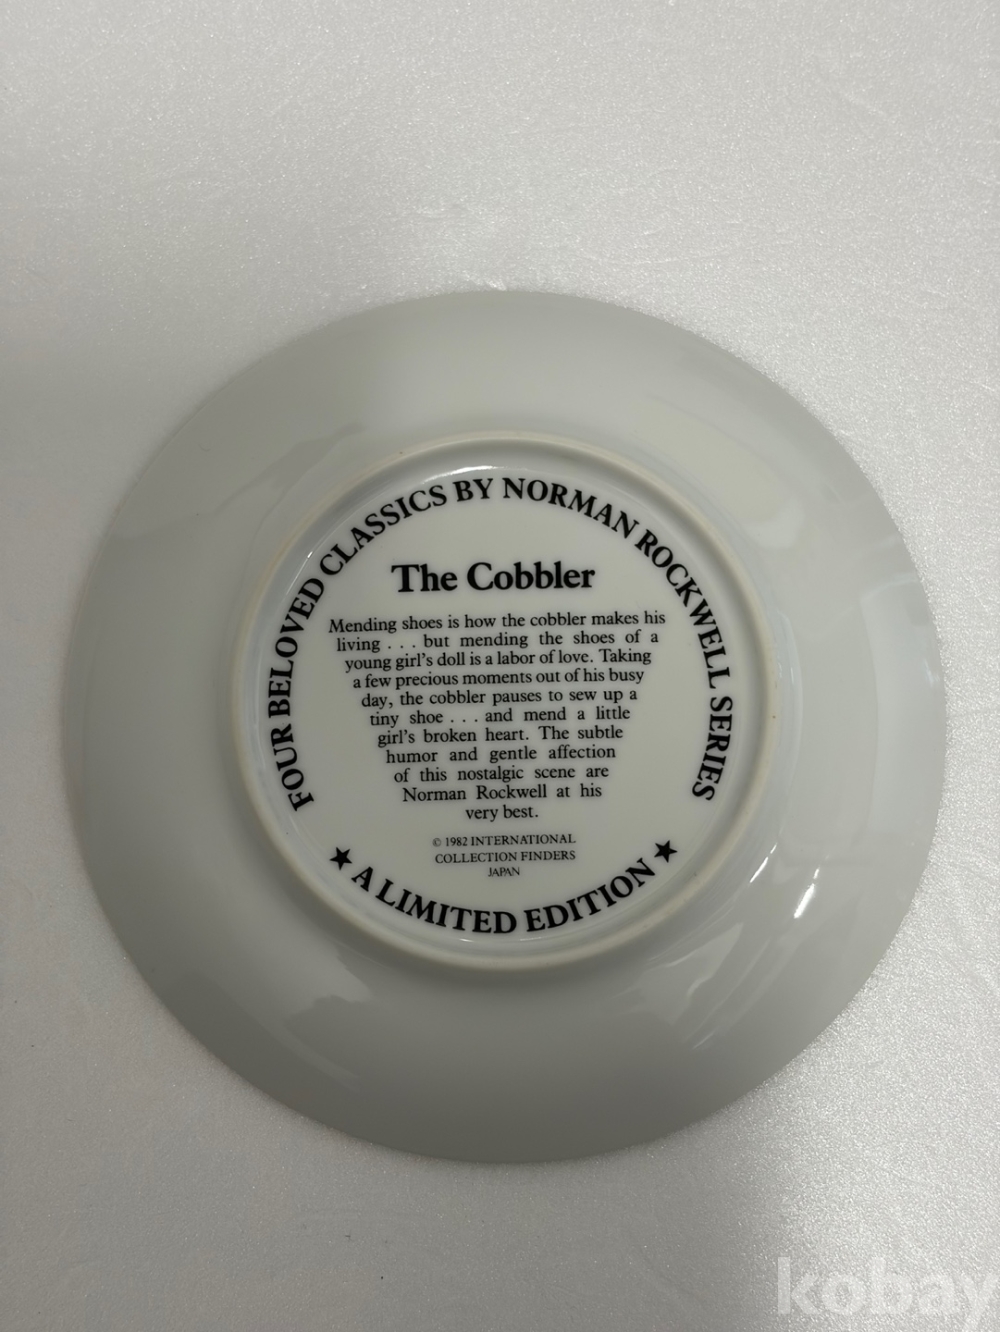 FOUR BELOVED CLASSICS BY NORMAN ROCKWELL SERIES
The Cobbler
Mending shoes is how the cobbler makes his
living . . . but mending the shoes of a
young girl's doll is a labor of love. Taking
a few precious moments out of his busy
day, the cobbler pauses to sew up a
tiny shoe . . . and mend a little
girl's broken heart. The subtle
humor and gentle affection
of this nostalgic scene are
Norman Rockwell at his
very best.
© 1982 INTERNATIONAL
COLLECTION FINDERS
JAPAN
★ A LIMITED EDITION ★
kobay